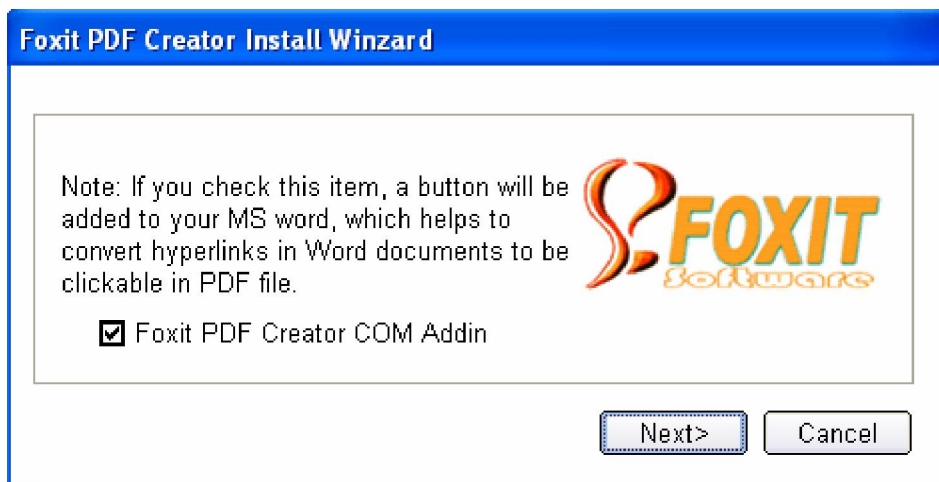 Foxit PDF Creator Install Winzard
Note: If you check this item, a button will be
added to your MS word, which helps to
convert hyperlinks in Word documents to be
clickable in PDF file.
FOXIT
Software
Foxit PDF Creator COM Addin
Next>
Cancel